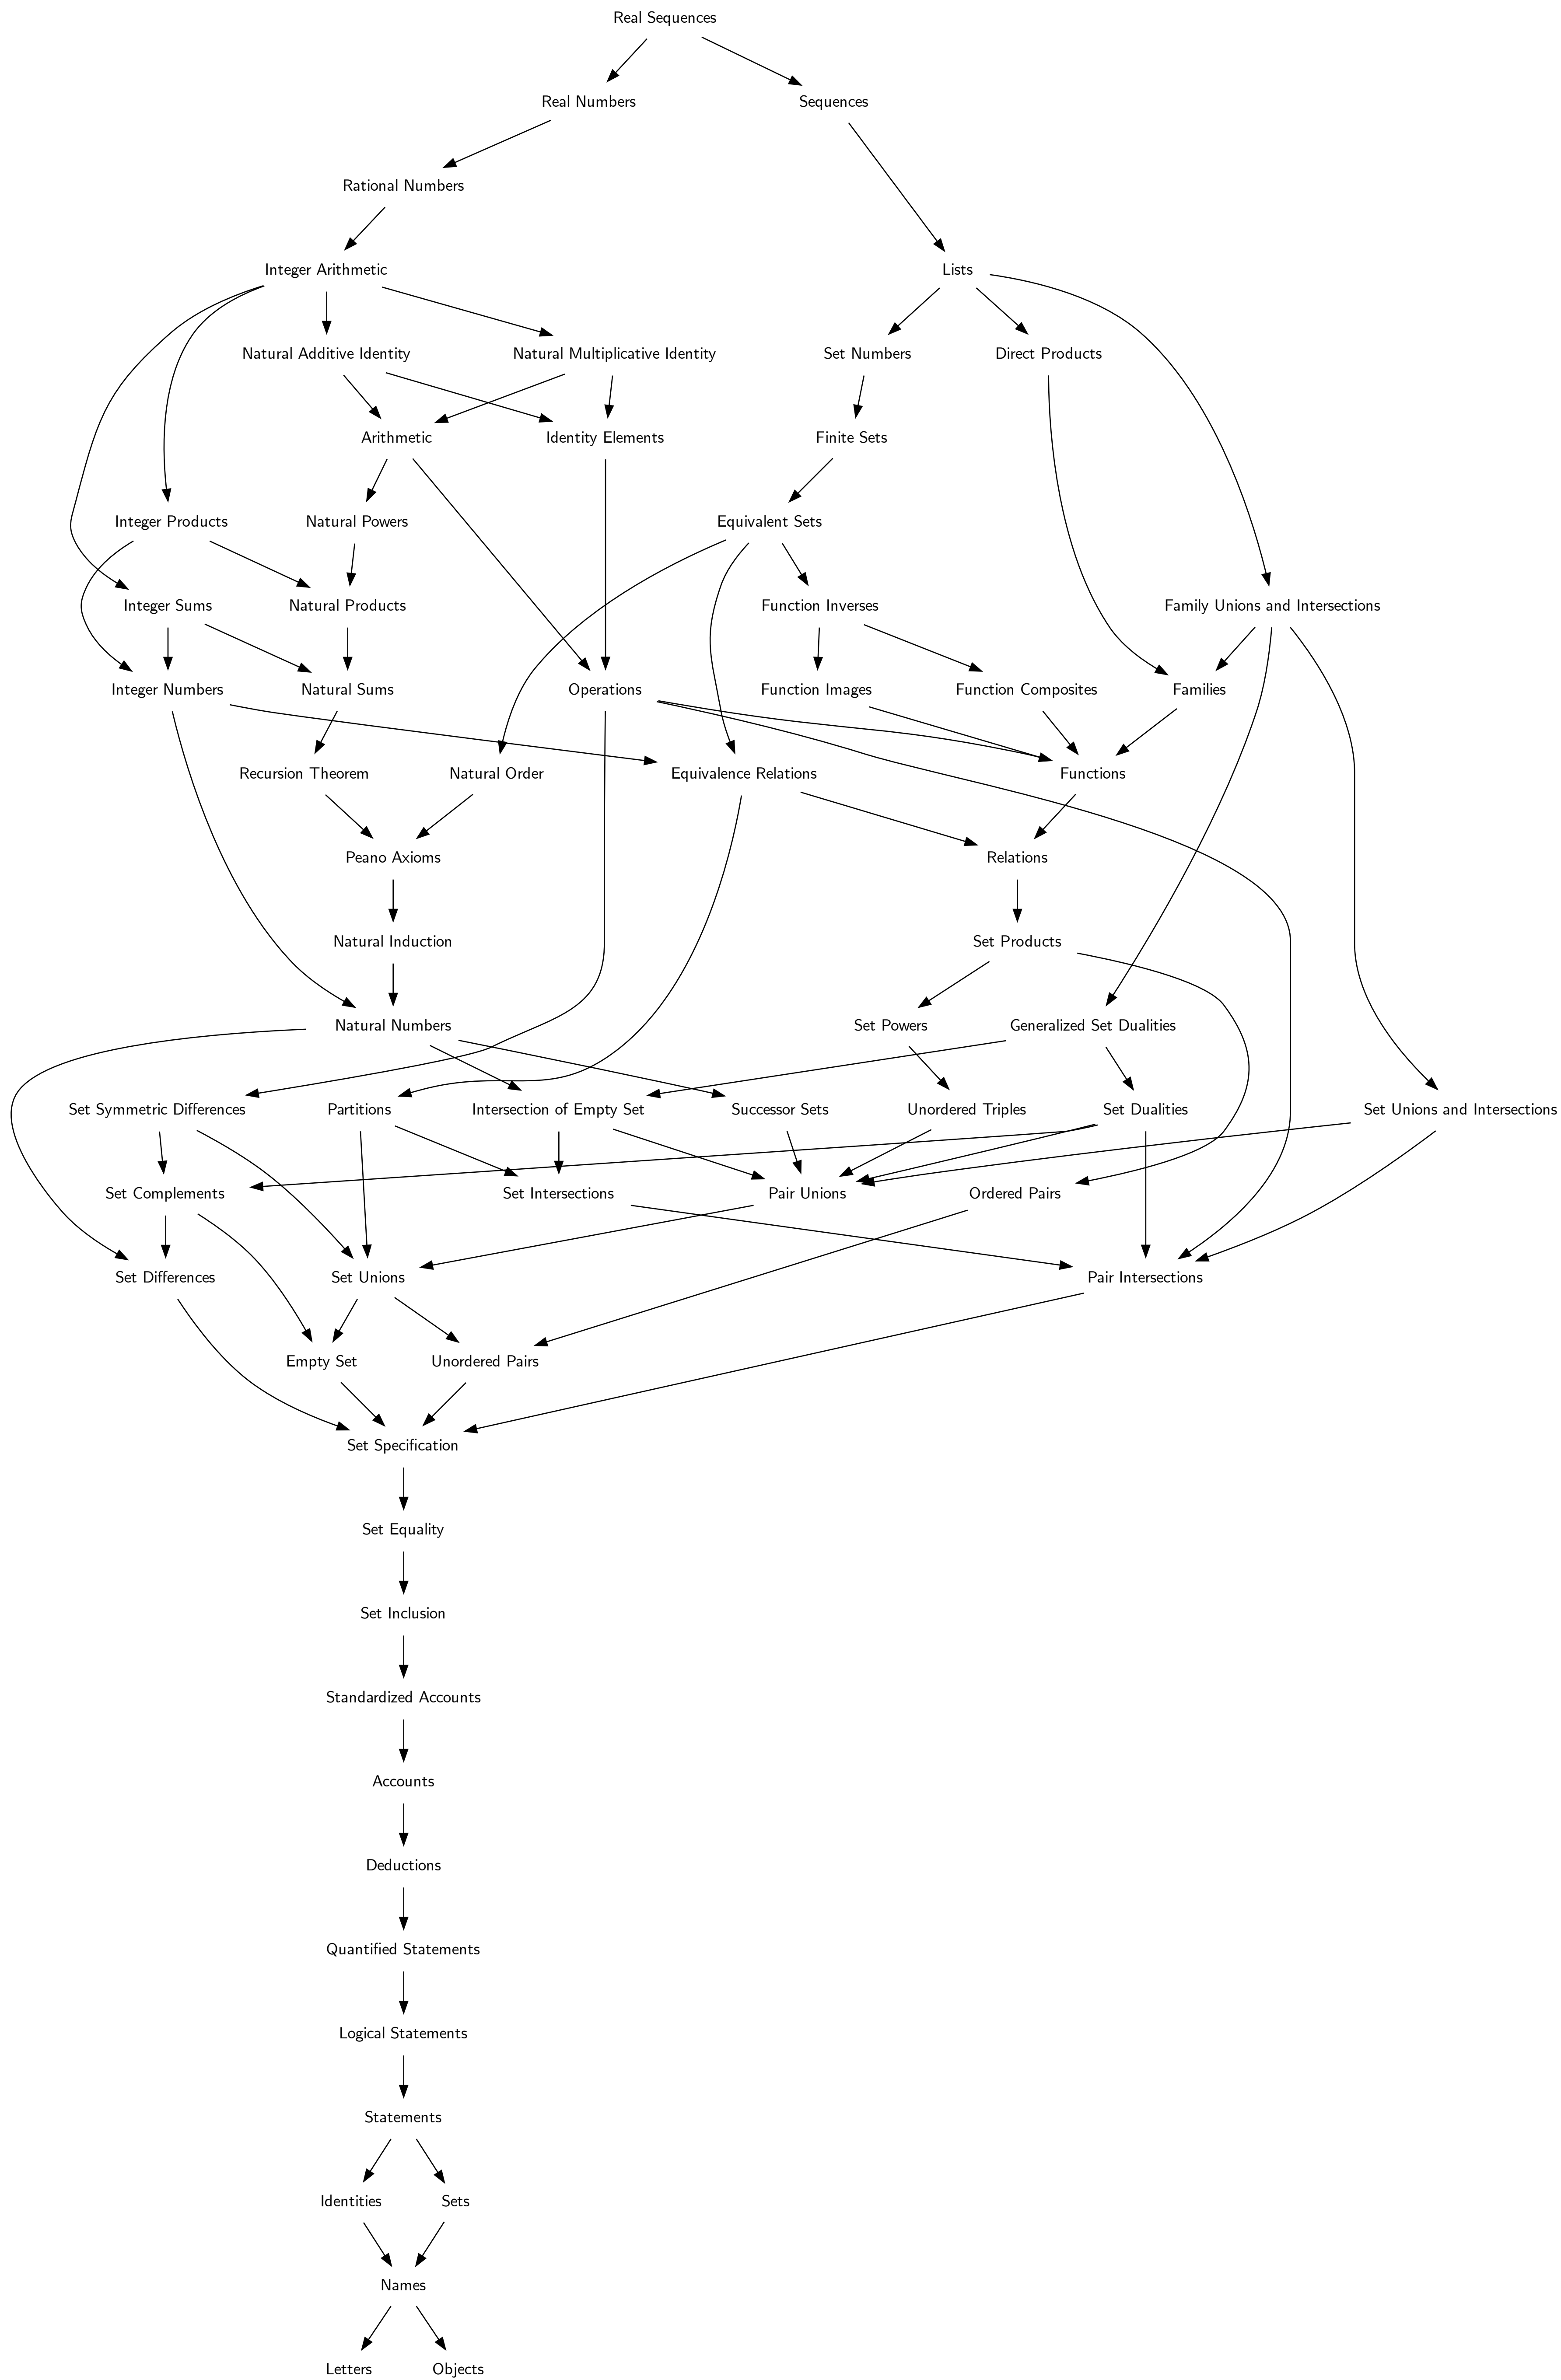 Real Sequences
Real Numbers
Sequences
Rational Numbers
Integer Arithmetic
Lists
Natural Additive Identity
Natural Multiplicative Identity
Set Numbers
Direct Products
Arithmetic
Identity Elements
Finite Sets
Integer Products
Natural Powers
Equivalent Sets
Integer Sums
Natural Products
Function Inverses
Family Unions and Intersections
Integer Numbers
Natural Sums
Operations
Function Images
Function Composites
Families
Recursion Theorem
Natural Order
Equivalence Relations
Functions
Peano Axioms
Relations
Natural Induction
Set Products
Natural Numbers
Set Powers
Generalized Set Dualities
Set Symmetric Differences
Partitions
Intersection of Empty Set
Successor Sets
Unordered Triples
Set Dualities
Set Unions and Intersections
Set Complements
Set Intersections
Pair Unions
Ordered Pairs
Set Differences
Set Unions
Pair Intersections
Empty Set
Unordered Pairs
Set Specification
Set Equality
Set Inclusion
Standardized Accounts
Accounts
Deductions
Quantified Statements
Logical Statements
Statements
Identities
Sets
Names
Letters
Objects